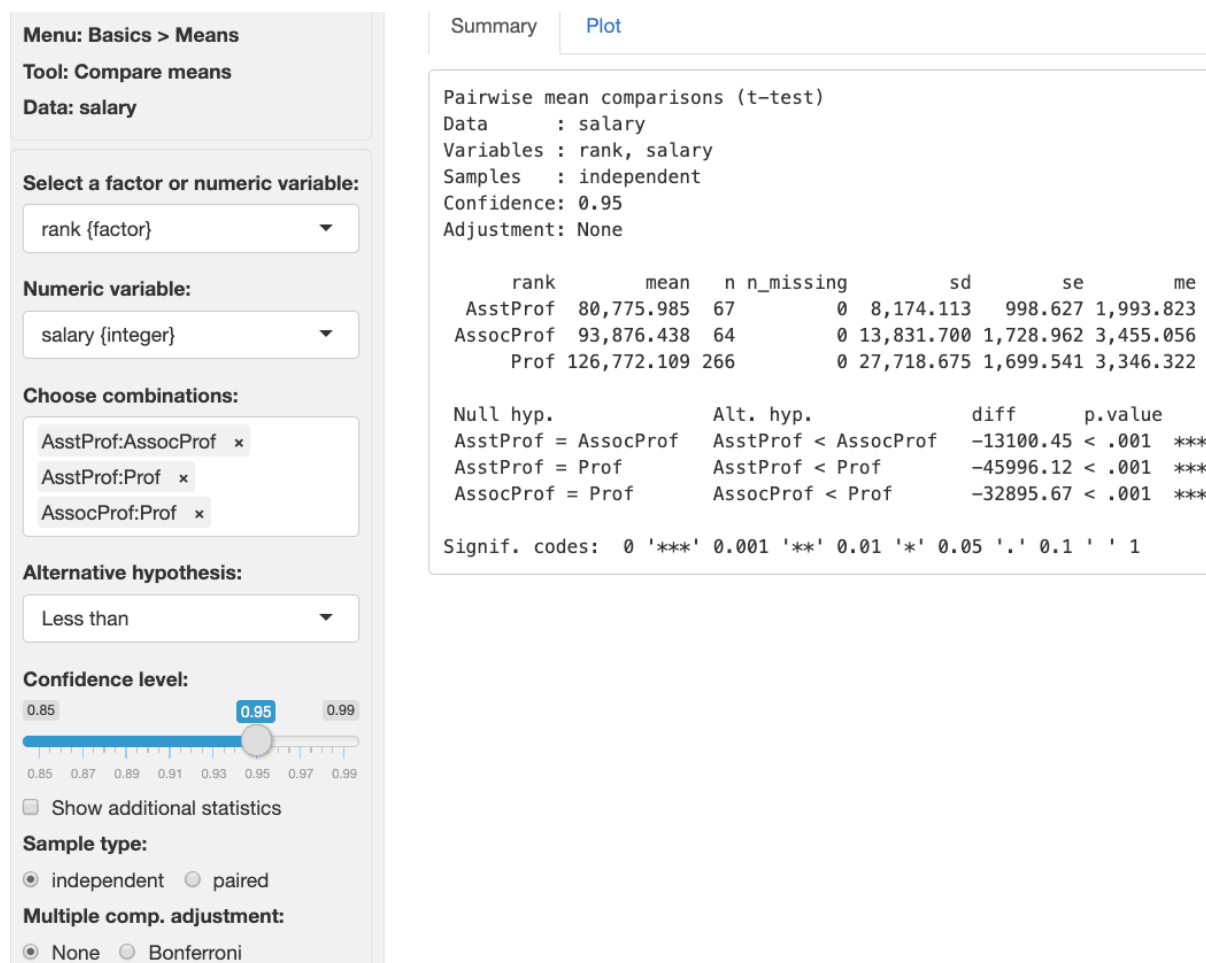 Menu: Basics > Means
Tool: Compare means
Data: salary
Select a factor or numeric variable:
rank {factor}
Numeric variable:
salary {integer}
Choose combinations:
AsstProf:AssocProf ×
AsstProf:Prof ×
AssocProf:Prof ×
Alternative hypothesis:
Less than
Confidence level:
0.85 0.95 0.99
0.85 0.87 0.89 0.91 0.93 0.95 0.97 0.99
Show additional statistics
Sample type:
independent paired
Multiple comp. adjustment:
None Bonferroni
Summary Plot
Pairwise mean comparisons (t-test)
Data      : salary
Variables : rank, salary
Samples   : independent
Confidence: 0.95
Adjustment: None
rank mean n n_missing sd se me
AsstProf 80,775.985 67 0 8,174.113 998.627 1,993.823
AssocProf 93,876.438 64 0 13,831.700 1,728.962 3,455.056
Prof 126,772.109 266 0 27,718.675 1,699.541 3,346.322
Null hyp. Alt. hyp. diff p.value
AsstProf = AssocProf AsstProf < AssocProf -13100.45 < .001 ***
AsstProf = Prof AsstProf < Prof -45996.12 < .001 ***
AssocProf = Prof AssocProf < Prof -32895.67 < .001 ***
Signif. codes:  0 '***' 0.001 '**' 0.01 '*' 0.05 '.' 0.1 ' ' 1